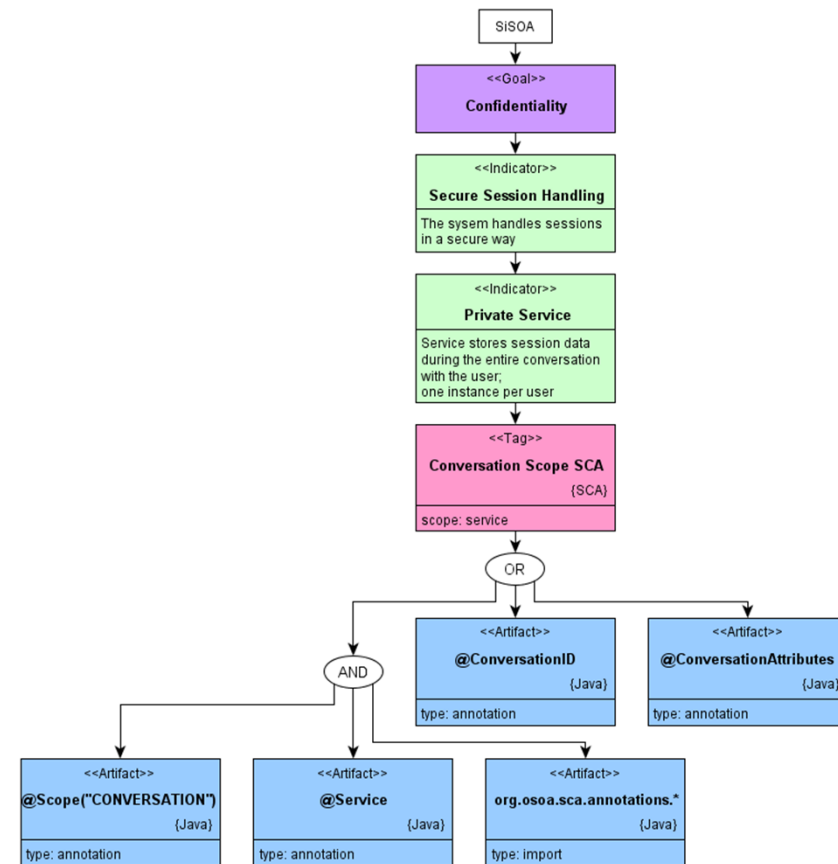 SiSOA
<<Goal>>
Confidentiality
<<Indicator>>
Secure Session Handling
The sysem handles sessions
in a secure way
<<Indicator>>
Private Service
Service stores session data
during the entire conversation
with the user;
one instance per user
<<Tag>>
Conversation Scope SCA
{SCA}
scope: service
OR
<<Artifact>>
@ConversationID
{Java}
type: annotation
<<Artifact>>
@ConversationAttributes
{Java}
type: annotation
AND
<<Artifact>>
@Scope("CONVERSATION")
{Java}
type: annotation
<<Artifact>>
@Service
{Java}
type: annotation
<<Artifact>>
org.osoa.sca.annotations.*
{Java}
type: import